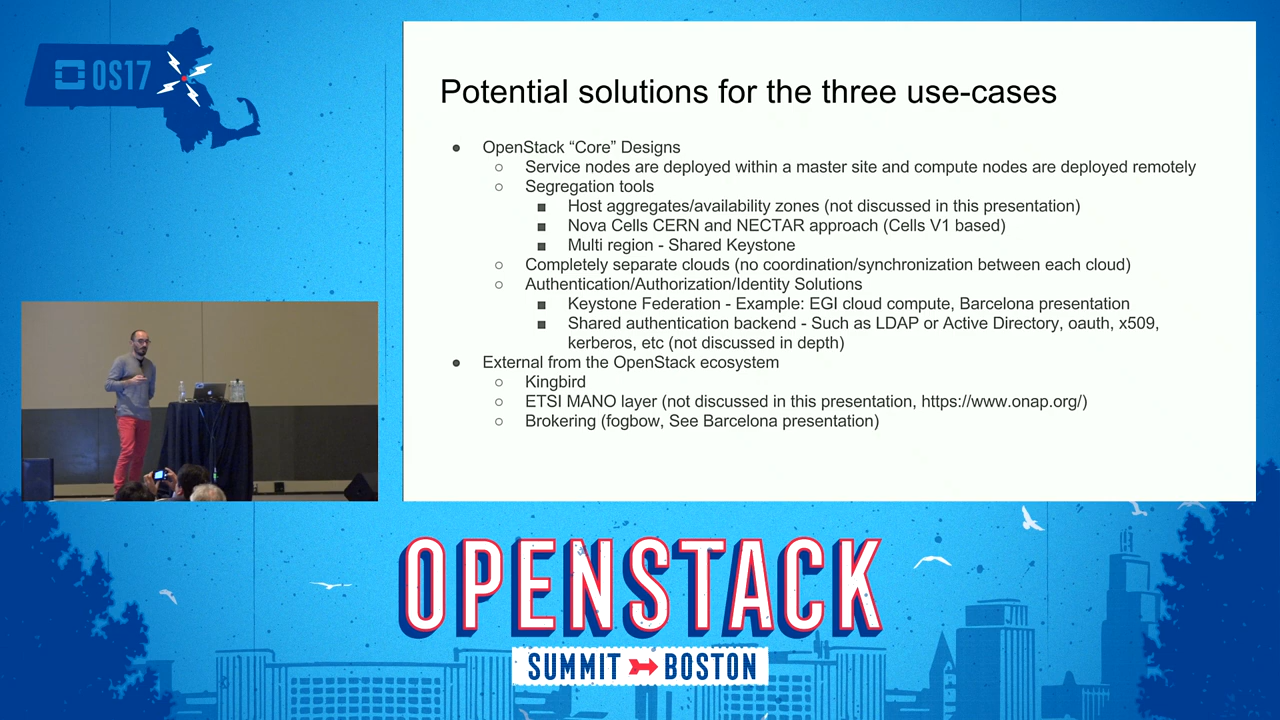 OS17
Potential solutions for the three use-cases
● OpenStack “Core” Designs
○ Service nodes are deployed within a master site and compute nodes are deployed remotely
○ Segregation tools
■ Host aggregates/availability zones (not discussed in this presentation)
■ Nova Cells CERN and NECTAR approach (Cells V1 based)
■ Multi region - Shared Keystone
○ Completely separate clouds (no coordination/synchronization between each cloud)
○ Authentication/Authorization/Identity Solutions
■ Keystone Federation - Example: EGI cloud compute, Barcelona presentation
■ Shared authentication backend - Such as LDAP or Active Directory, oauth, x509,
kerberos, etc (not discussed in depth)
● External from the OpenStack ecosystem
○ Kingbird
○ ETSI MANO layer (not discussed in this presentation, https://www.onap.org/)
○ Brokering (fogbow, See Barcelona presentation)
OPENSTACK
SUMMIT BOSTON